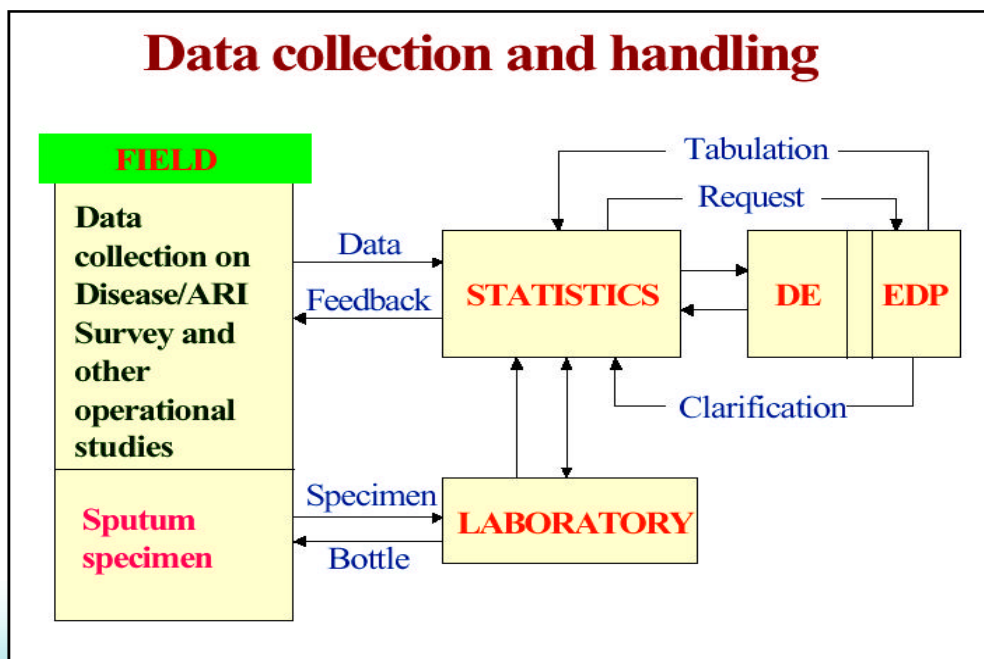 Data collection and handling
FIELD
Data
collection on
Disease/ARI
Survey and
other
operational
studies
Sputum
specimen
Data
Feedback
Specimen
Bottle
STATISTICS
LABORATORY
Tabulation
Request
DE
EDP
Clarification